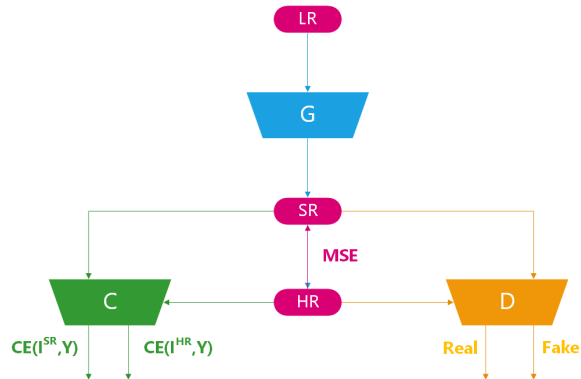 LR
G
SR
MSE
C
HR
D
CE(I^SR,Y)
CE(I^HR,Y)
Real
Fake